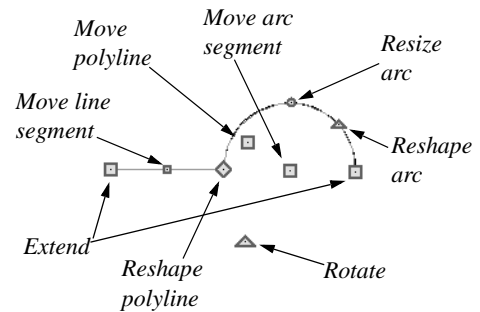 Move
polyline
Move arc
segment
Resize
arc
Move line
segment
Reshape
arc
Extend
Reshape
polyline
Rotate